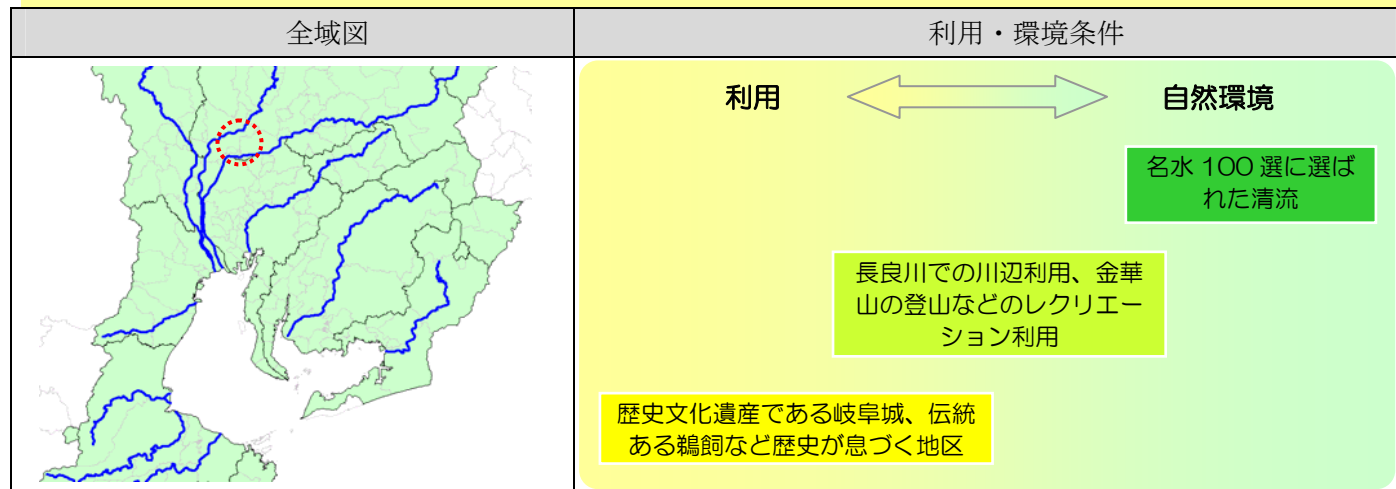 全域図
利用・環境条件
利用
自然環境
名水 100 選に選ば
れた清流
長良川での川辺利用、金華
山の登山などのレクリエー
ション利用
歴史文化遺産である岐阜城、伝統
ある鵜飼など歴史が息づく地区